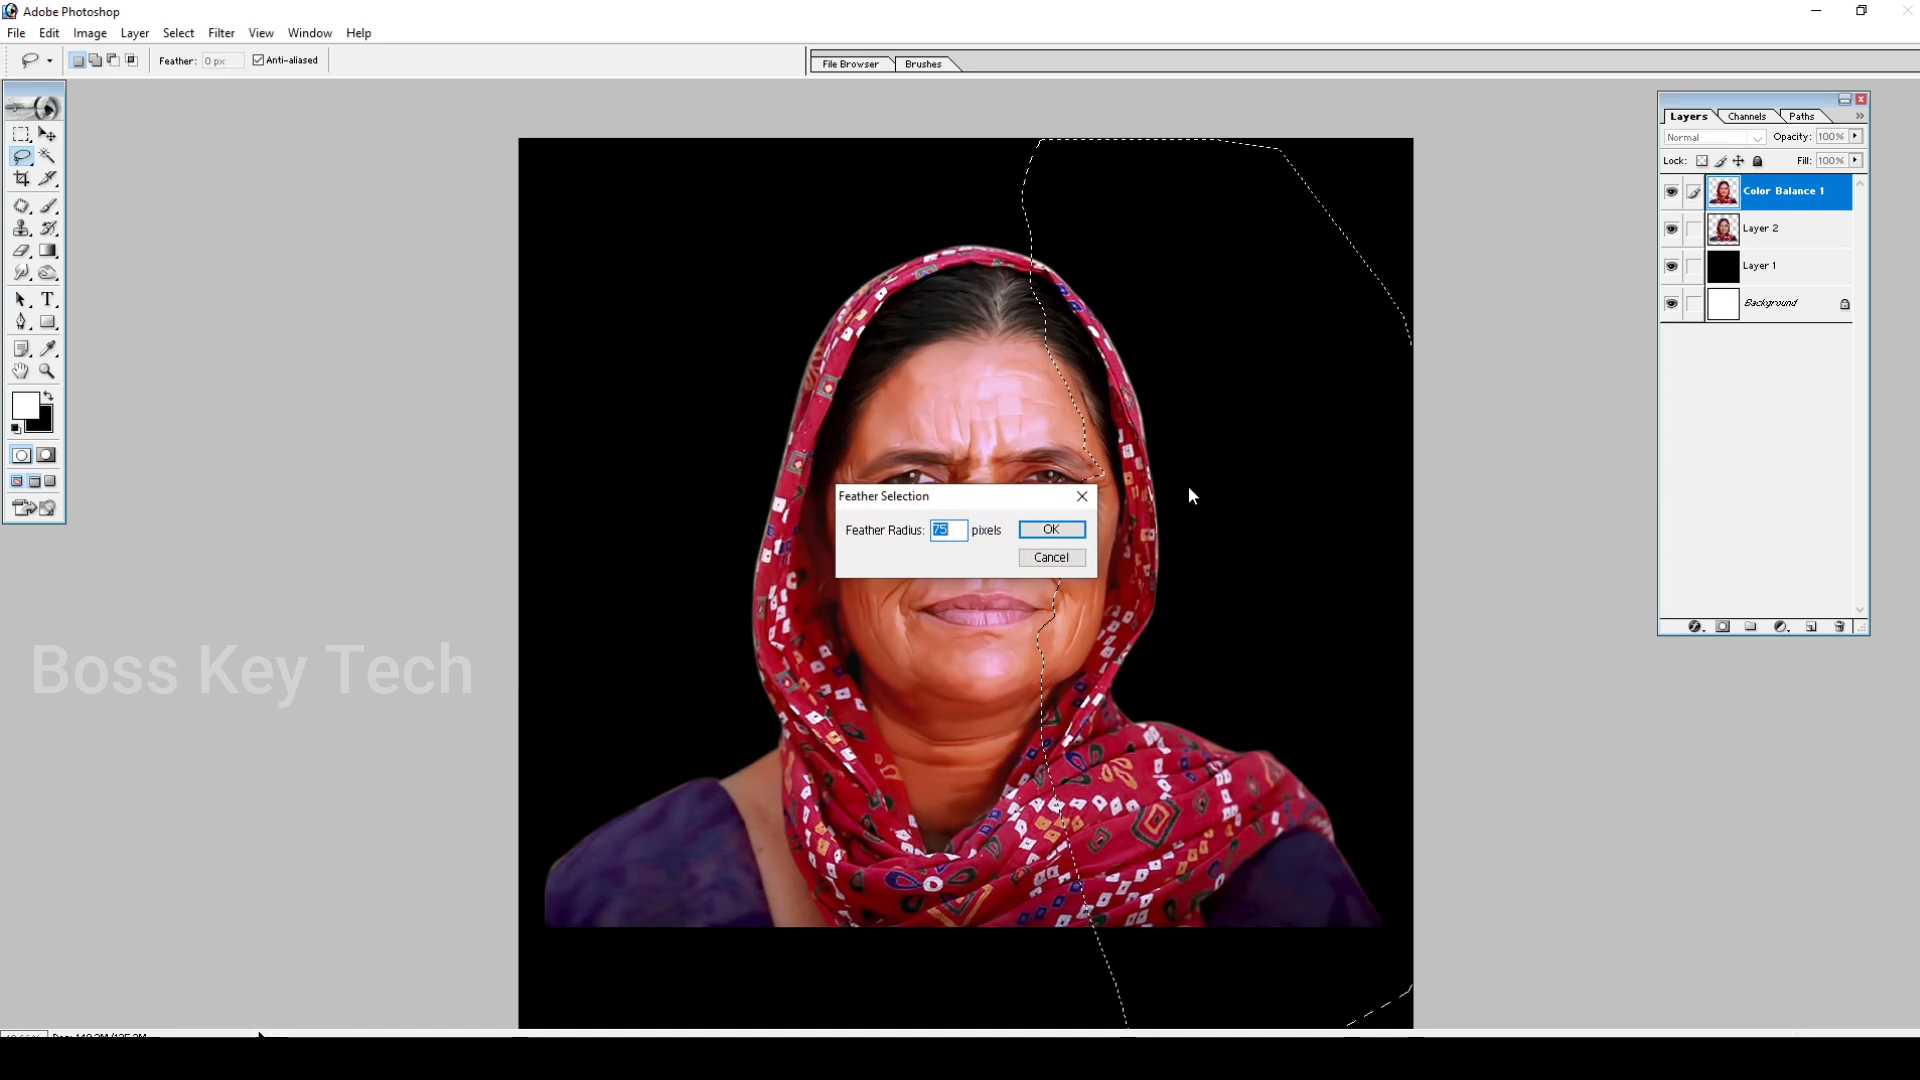 Adobe Photoshop
File Edit Image Layer Select Filter View Window Help
Feather: 0 px Anti-aliased
File Browser Brushes
Layers Channels Paths
Normal Opacity: 100%
Lock: Fill: 100%
Color Balance 1
Layer 2
Layer 1
Background
Feather Selection
Feather Radius: 75 pixels OK
Cancel
Boss Key Tech